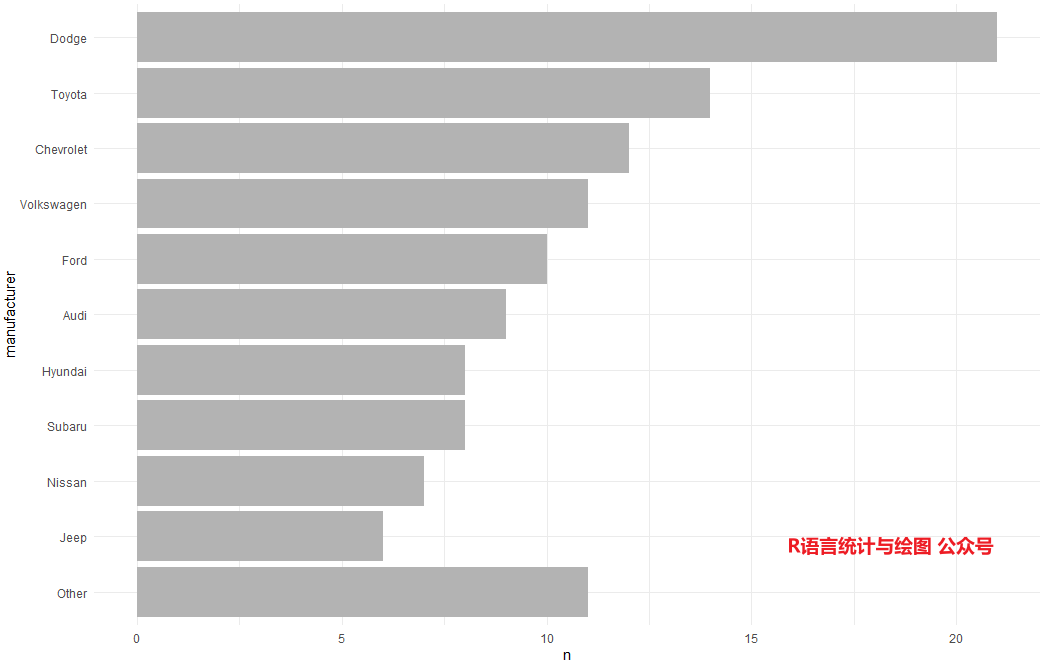 Dodge
Toyota
Chevrolet
Volkswagen
Ford
Audi
Hyundai
Subaru
Nissan
Jeep
Other
manufacturer
R语言统计与绘图 公众号
0 5 10 15 20
n